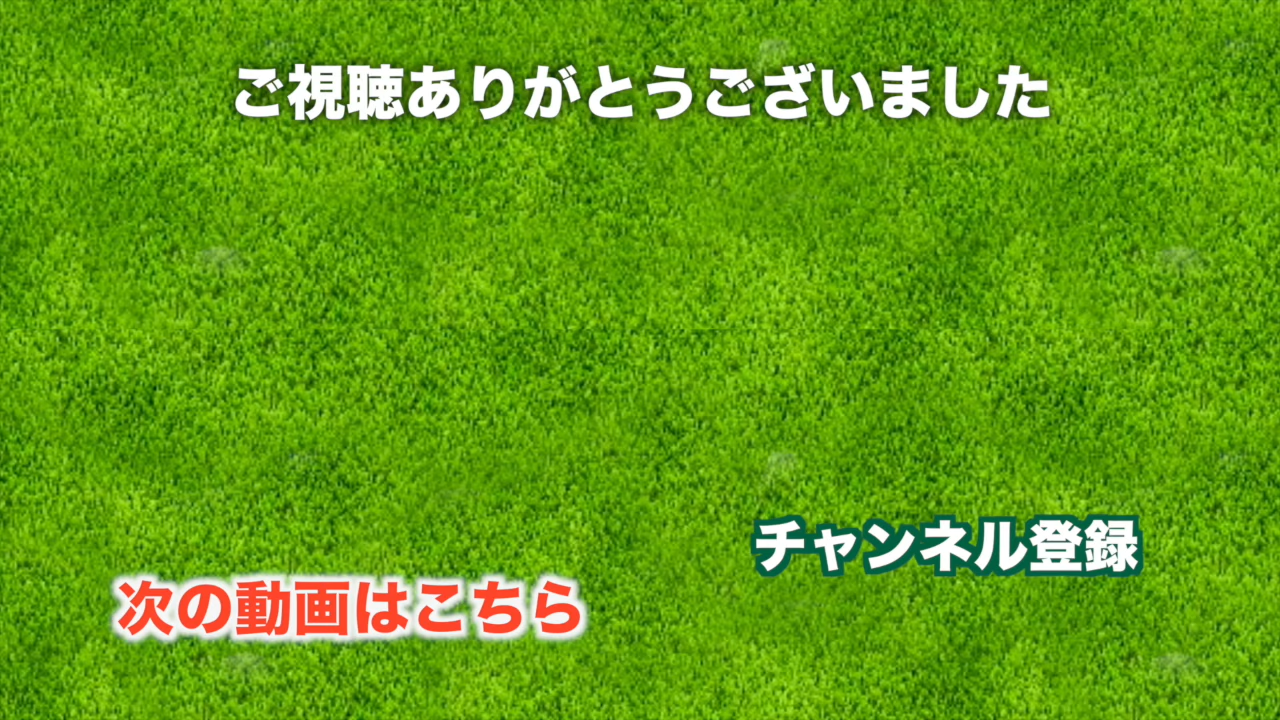 ご視聴ありがとうございました
チャンネル登録
次の動画はこちら